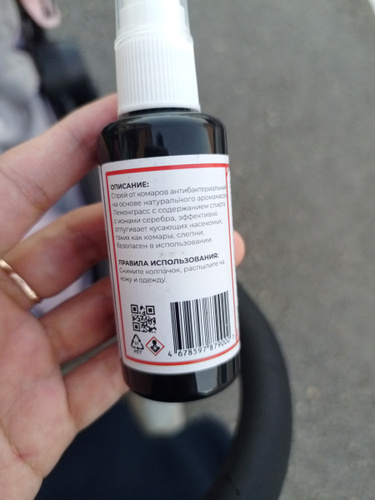 ОПИСАНИЕ:
Спрей от комаров антибактериальный
на основе натурального аромамасла
Лемонграсс с содержанием спирта
с ионами серебра, эффективно
отпугивает кусающих насекомых,
таких как комары, слепни,
безопасен в использовании.
ПРАВИЛА ИСПОЛЬЗОВАНИЯ:
Снимите колпачок, распылите на
кожу и одежду.